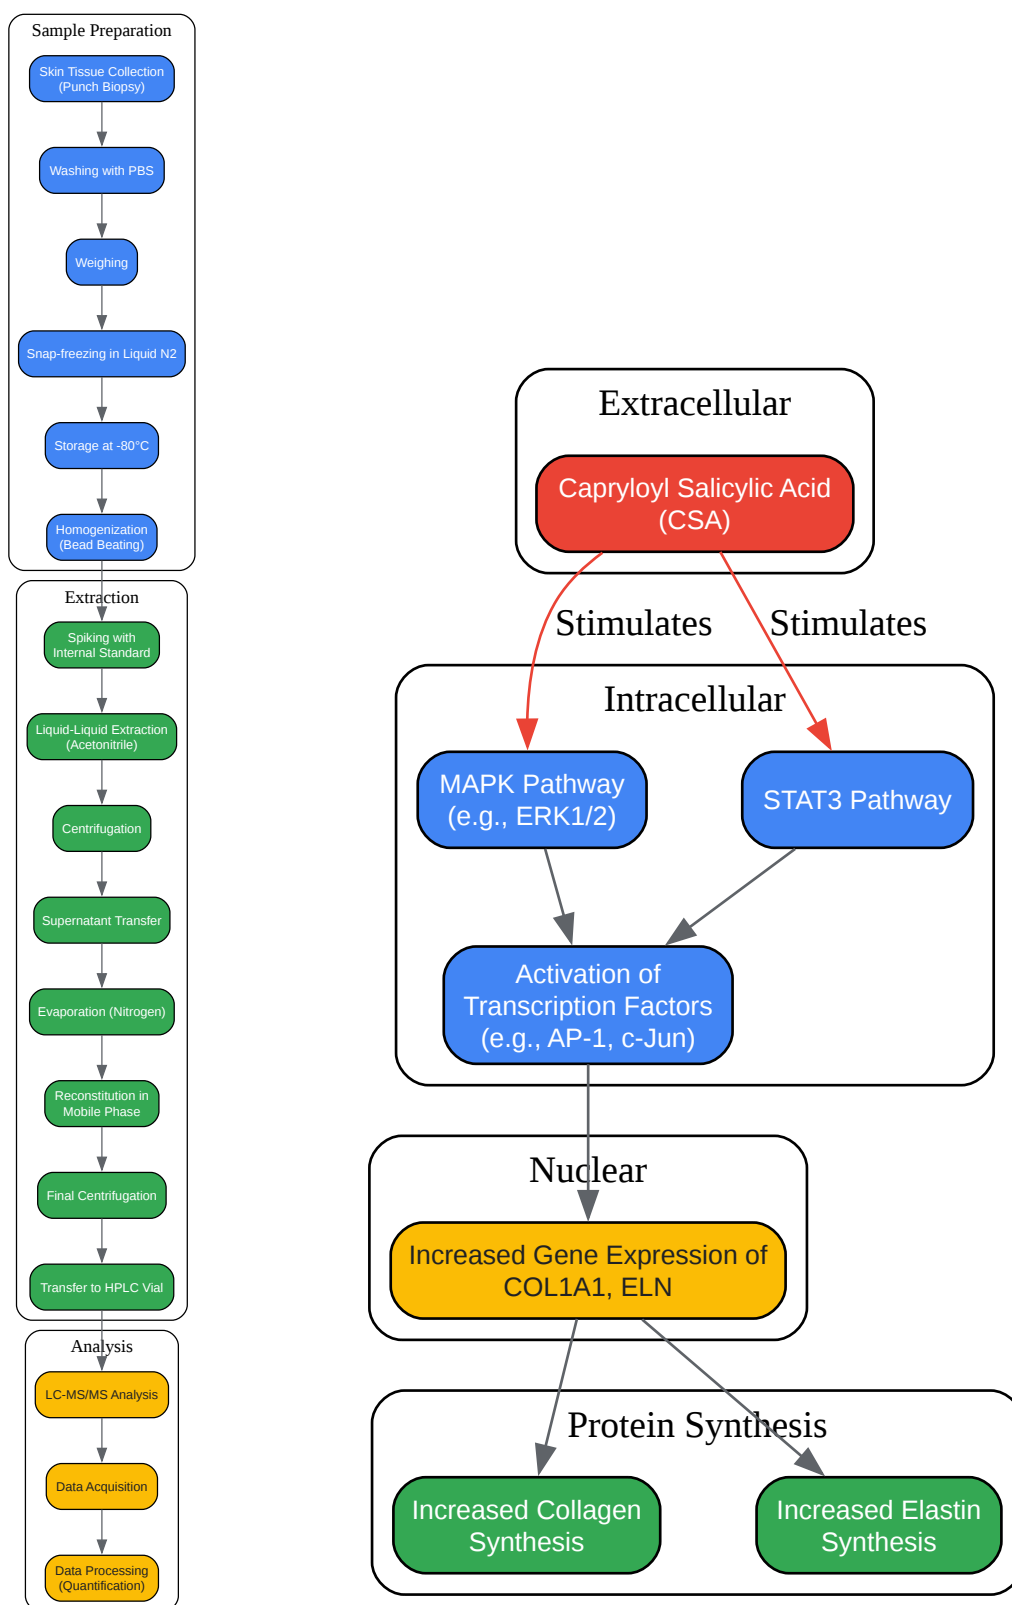 Sample Preparation
Skin Tissue Collection
(Punch Biopsy)
Washing with PBS
Weighing
Snap-freezing in Liquid N2
Storage at -80°C
Homogenization
(Bead Beating)
Extraction
Spiking with
Internal Standard
Liquid-Liquid Extraction
(Acetonitrile)
Centrifugation
Supernatant Transfer
Evaporation (Nitrogen)
Reconstitution in
Mobile Phase
Final Centrifugation
Transfer to HPLC Vial
Analysis
LC-MS/MS Analysis
Data Acquisition
Data Processing
(Quantification)
Extracellular
Capryloyl Salicylic Acid
(CSA)
Stimulates
Stimulates
Intracellular
MAPK Pathway
(e.g., ERK1/2)
STAT3 Pathway
Activation of
Transcription Factors
(e.g., AP-1, c-Jun)
Nuclear
Increased Gene Expression of
COL1A1, ELN
Protein Synthesis
Increased Collagen
Synthesis
Increased Elastin
Synthesis